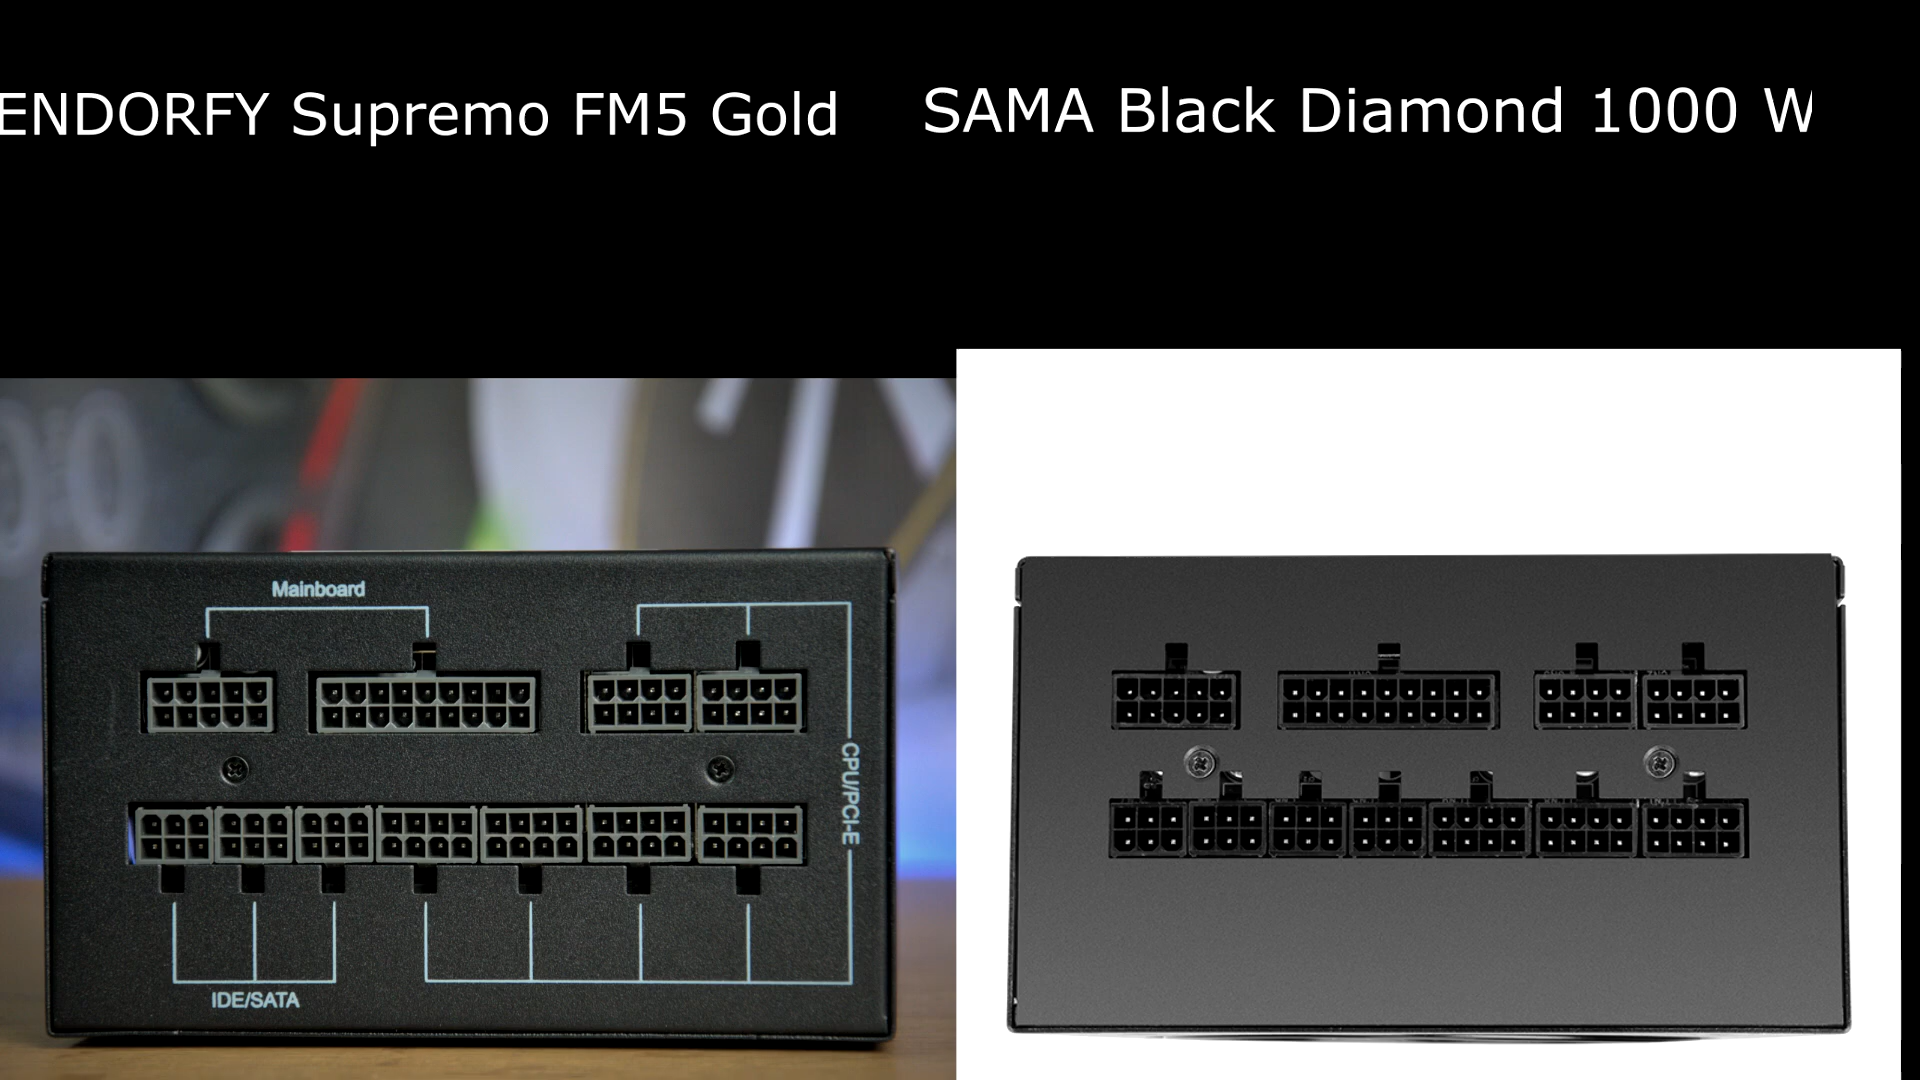 ENDORFY Supremo FM5 Gold
SAMA Black Diamond 1000 W
Mainboard
CPU/PCI-E
IDE/SATA